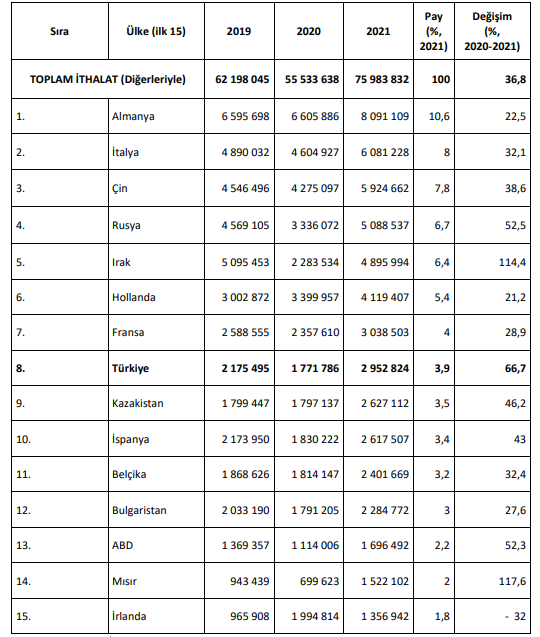 Sıra Ülke (ilk 15) 2019 2020 2021 Pay (%, 2021) Değişim (%, 2020-2021)
TOPLAM İTHALAT (Diğerleriyle) 62 198 045 55 533 638 75 983 832 100 36,8
1. Almanya 6 595 698 6 605 886 8 091 109 10,6 22,5
2. İtalya 4 890 032 4 604 927 6 081 228 8 32,1
3. Çin 4 546 496 4 275 097 5 924 662 7,8 38,6
4. Rusya 4 569 105 3 336 072 5 088 537 6,7 52,5
5. Irak 5 095 453 2 283 534 4 895 994 6,4 114,4
6. Hollanda 3 002 872 3 399 957 4 119 407 5,4 21,2
7. Fransa 2 588 555 2 357 610 3 038 503 4 28,9
8. Türkiye 2 175 495 1 771 786 2 952 824 3,9 66,7
9. Kazakistan 1 799 447 1 797 137 2 627 112 3,5 46,2
10. İspanya 2 173 950 1 830 222 2 617 507 3,4 43
11. Belçika 1 868 626 1 814 147 2 401 669 3,2 32,4
12. Bulgaristan 2 033 190 1 791 205 2 284 772 3 27,6
13. ABD 1 369 357 1 114 006 1 696 492 2,2 52,3
14. Mısır 943 439 699 623 1 522 102 2 117,6
15. İrlanda 965 908 1 994 814 1 356 942 1,8 - 32